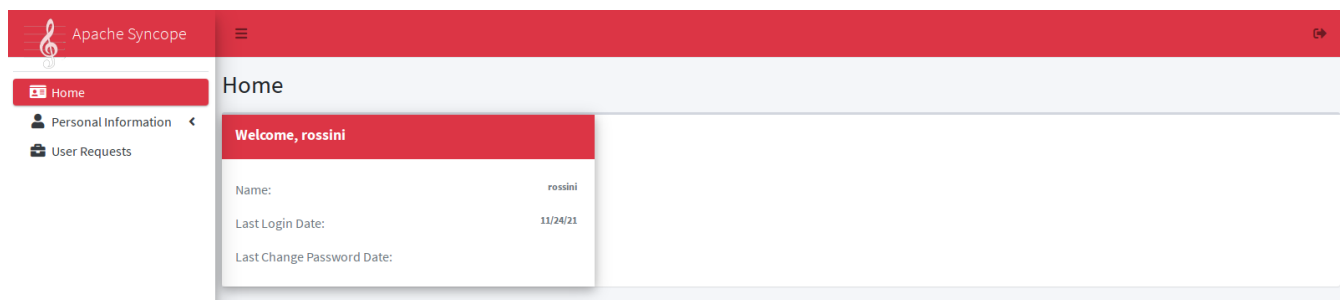 Apache Syncope
Home
Personal Information
User Requests
Home
Welcome, rossini
Name: rossini
Last Login Date: 11/24/21
Last Change Password Date: